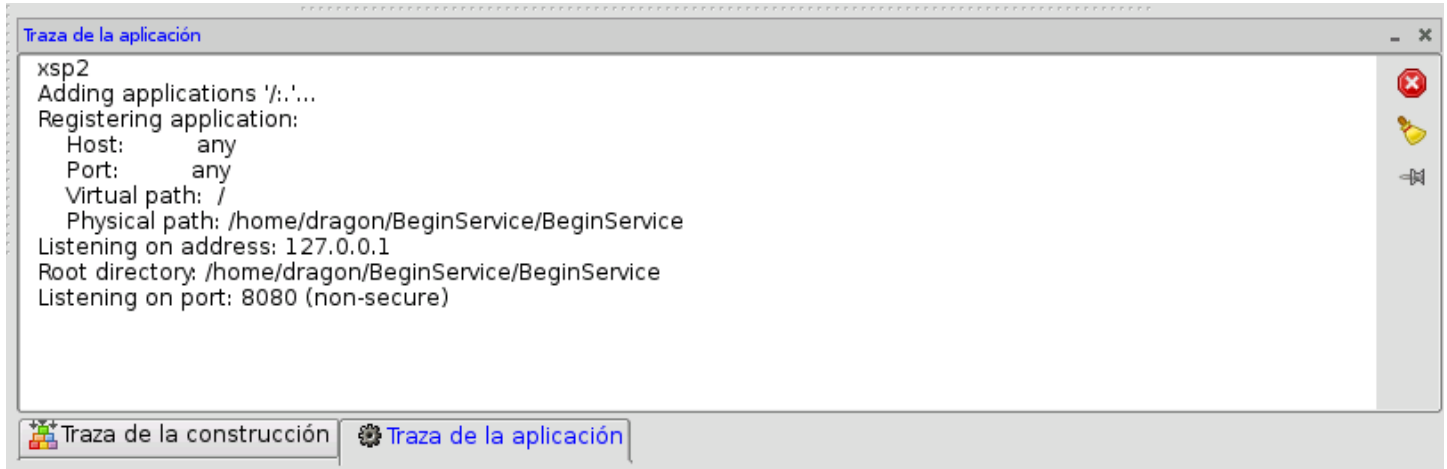 Traza de la aplicación
xsp2
Adding applications '/:.'...
Registering application:
Host: any
Port: any
Virtual path: /
Physical path: /home/dragon/BeginService/BeginService
Listening on address: 127.0.0.1
Root directory: /home/dragon/BeginService/BeginService
Listening on port: 8080 (non-secure)
Traza de la construcción
Traza de la aplicación